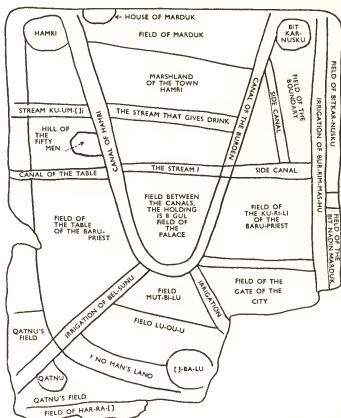 HOUSE OF MARDUK
HAMRI
FIELD OF MARDUK
BIT
KAR-
NUSKU
MARSHLAND
OF THE TOWN
HAMRI
CANAL OF THE BURDEN
SIDE CANAL
FIELD OF THE
BOUNDARY
FIELD OF BITKAR-NUSKU
IRRIGATION OF BUR-RIM-MAS-HU
STREAM KU-UM-[]i
CANAL OF HAMRI
THE STREAM THAT GIVES DRINK
HILL OF
THE
FIFTY
MEN
CANAL OF THE TABLE
THE STREAM ?
SIDE CANAL
FIELD OF
THE TABLE
OF THE BARU-
PRIEST
FIELD BETWEEN
THE CANALS,
THE HOLDING
IS 8 GUL
FIELD OF
THE
PALACE
FIELD OF
THE KU-RI-LI
OF THE
BARU-PRIEST
FIELD OF THE
BIT NADIN MARDUK
IRRIGATION OF BEL-SUNU
FIELD
MUT-BI-LU
IRRIGATION
FIELD OF THE
GATE OF THE
CITY
QATNU'S
FIELD
FIELD LU-DU-U
? NO MAN'S LAND
[]-BA-LU
QATNU
QATNU'S FIELD
FIELD OF HAR-RA-[]